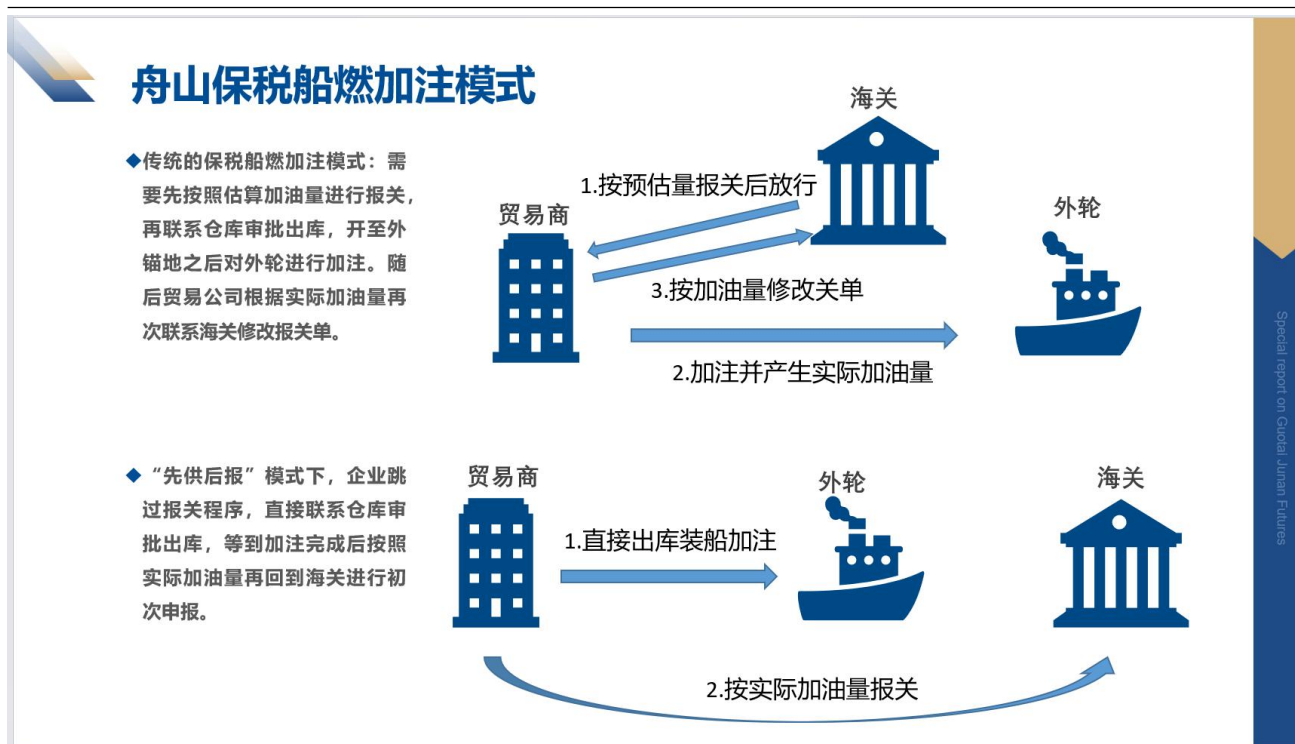 舟山保税船燃加注模式
◆传统的保税船燃加注模式：需
要先按照估算加油量进行报关，
再联系仓库审批出库，开至外
锚地之后对外轮进行加注。随
后贸易公司根据实际加油量再
次联系海关修改报关单。
海关
1.按预估量报关后放行
贸易商
外轮
3.按加油量修改关单
2.加注并产生实际加油量
◆“先供后报”模式下，企业跳
过报关程序，直接联系仓库审
批出库，等到加注完成后按照
实际加油量再回到海关进行初
次申报。
贸易商
外轮
海关
1.直接出库装船加注
2.按实际加油量报关
Special report on Guotai Junan Futures